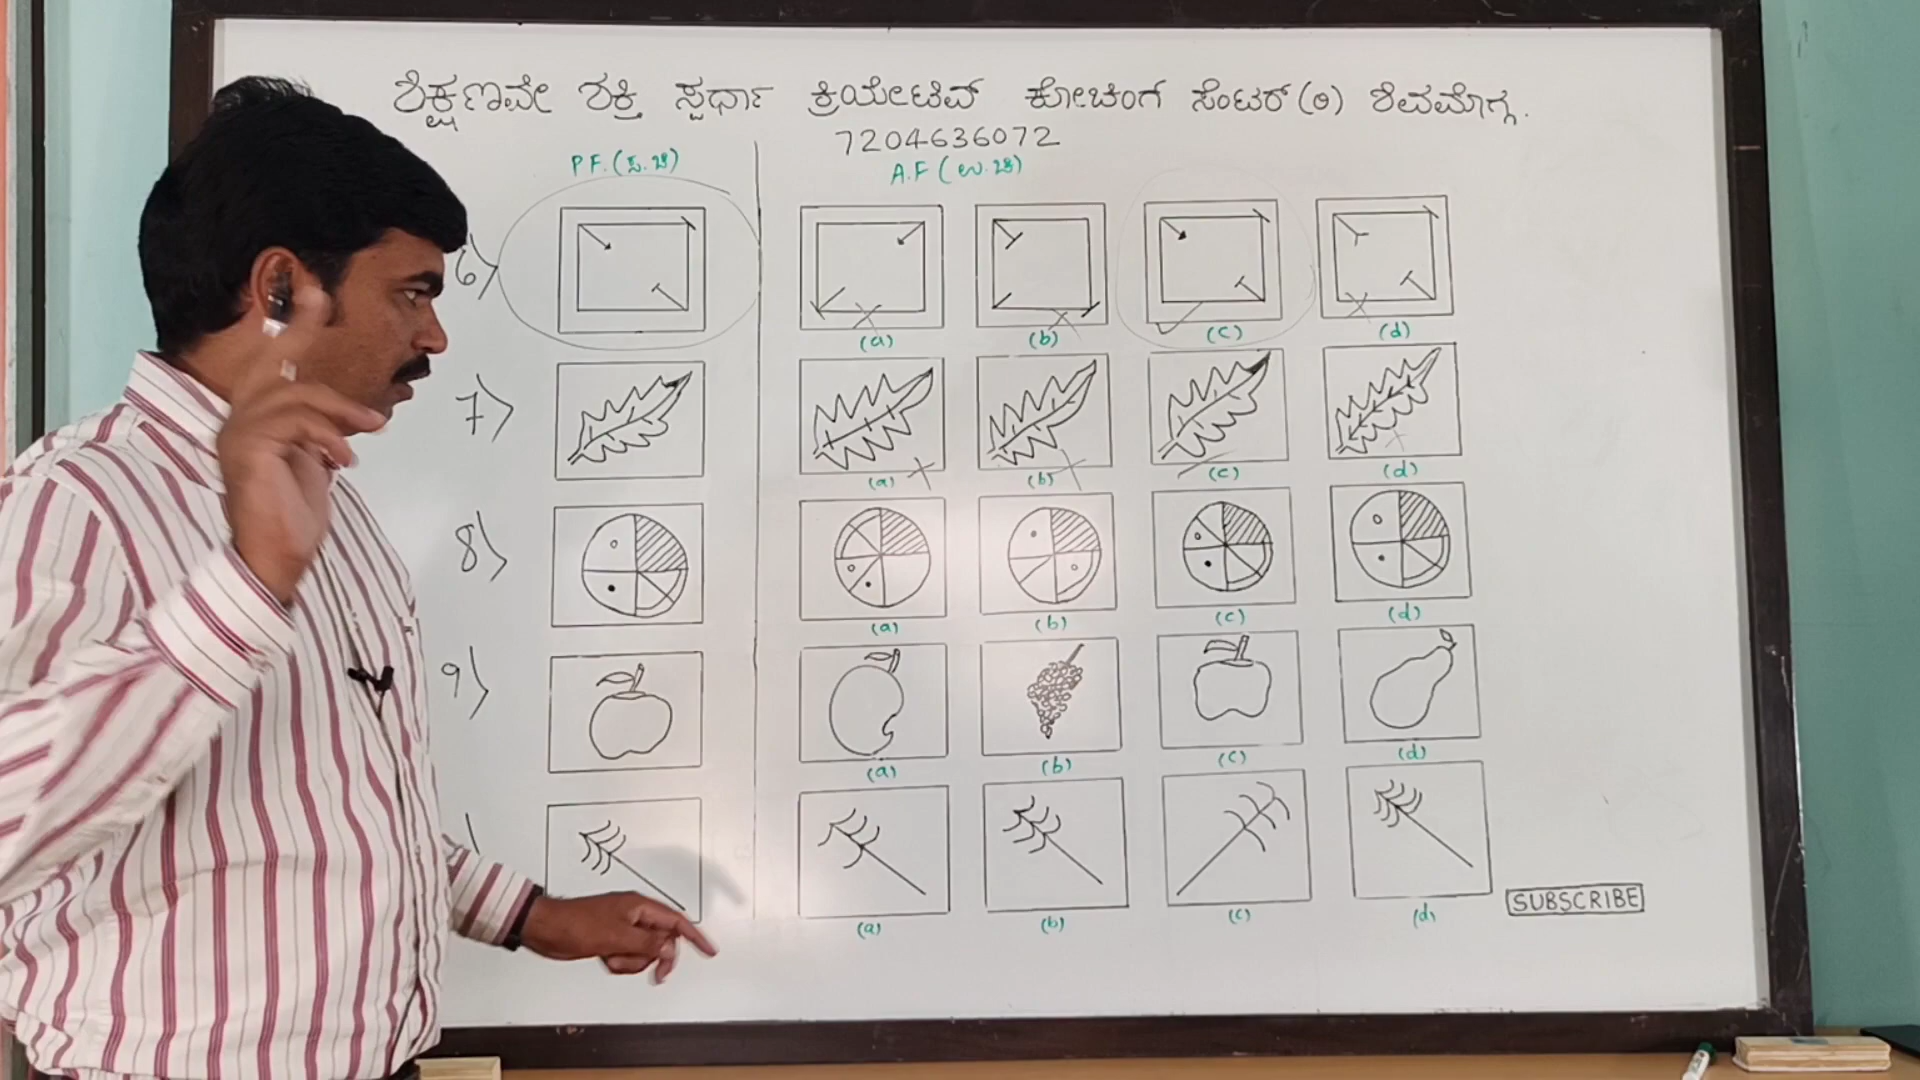 ಶಿಕ್ಷಣವೇ ಶಕ್ತಿ ಸ್ಪರ್ಧಾ ಕ್ರಿಯೇಟಿವ್ ಕೋಚಿಂಗ್ ಸೆಂಟರ್ (ರಿ) ಶಿವಮೊಗ್ಗ.
7204636072
P F. (ಪ್ರ. ಚಿ) A.F (ಉ. ಚಿ)
6)
(a) (b) (c) (d)
7)
(a) (b) (c) (d)
8)
(a) (b) (c) (d)
9)
(a) (b) (c) (d)
(a) (b) (c) (d)
SUBSCRIBE